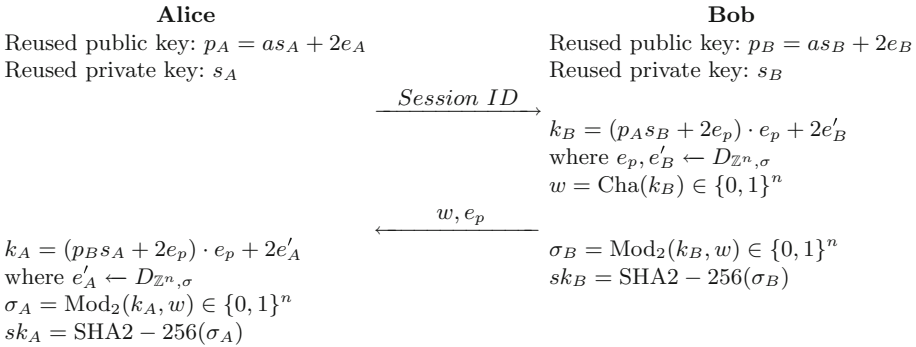 Alice Bob
Reused public key: p_A = as_A + 2e_A Reused public key: p_B = as_B + 2e_B
Reused private key: s_A Reused private key: s_B
Session ID
k_B = (p_A s_B + 2e_p) · e_p + 2e'_B
where e_p, e'_B ← D_{ℤ^n,σ}
w = Cha(k_B) ∈ {0, 1}^n
w, e_p
k_A = (p_B s_A + 2e_p) · e_p + 2e'_A σ_B = Mod_2(k_B, w) ∈ {0, 1}^n
where e'_A ← D_{ℤ^n,σ} sk_B = SHA2 − 256(σ_B)
σ_A = Mod_2(k_A, w) ∈ {0, 1}^n
sk_A = SHA2 − 256(σ_A)